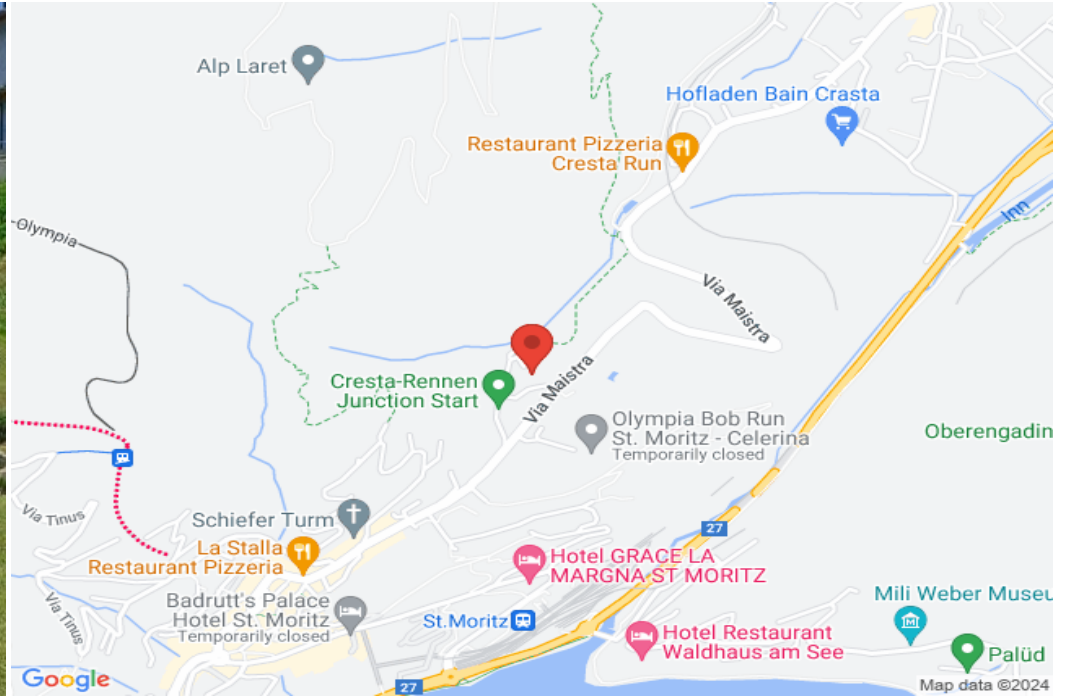 Alp Laret
Hofladen Bain Crasta
Restaurant Pizzeria
Cresta Run
Inn
Olympia
Via Maistra
Cresta-Rennen
Junction Start
Via Maistra
Olympia Bob Run
St. Moritz - Celerina
Temporarily closed
Oberengadin
Via Tinus
Schiefer Turm
27
La Stalla
Restaurant Pizzeria
Hotel GRACE LA
MARGNA ST MORITZ
Via Tinus
Badrutt's Palace
Hotel St. Moritz
Temporarily closed
St.Moritz
Mili Weber Museu
Hotel Restaurant
Waldhaus am See
Palüd
Google
27
Map data ©2024